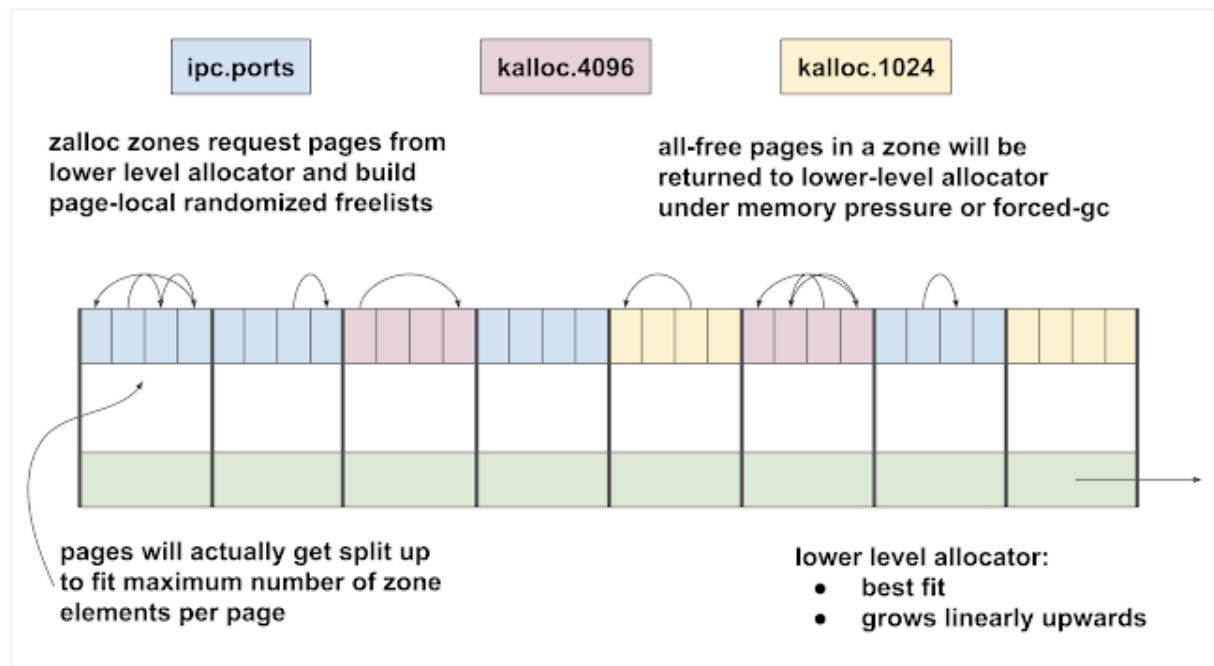 ipc.ports
kalloc.4096
kalloc.1024
zalloc zones request pages from
lower level allocator and build
page-local randomized freelists
all-free pages in a zone will be
returned to lower-level allocator
under memory pressure or forced-gc
pages will actually get split up
to fit maximum number of zone
elements per page
lower level allocator:
● best fit
● grows linearly upwards